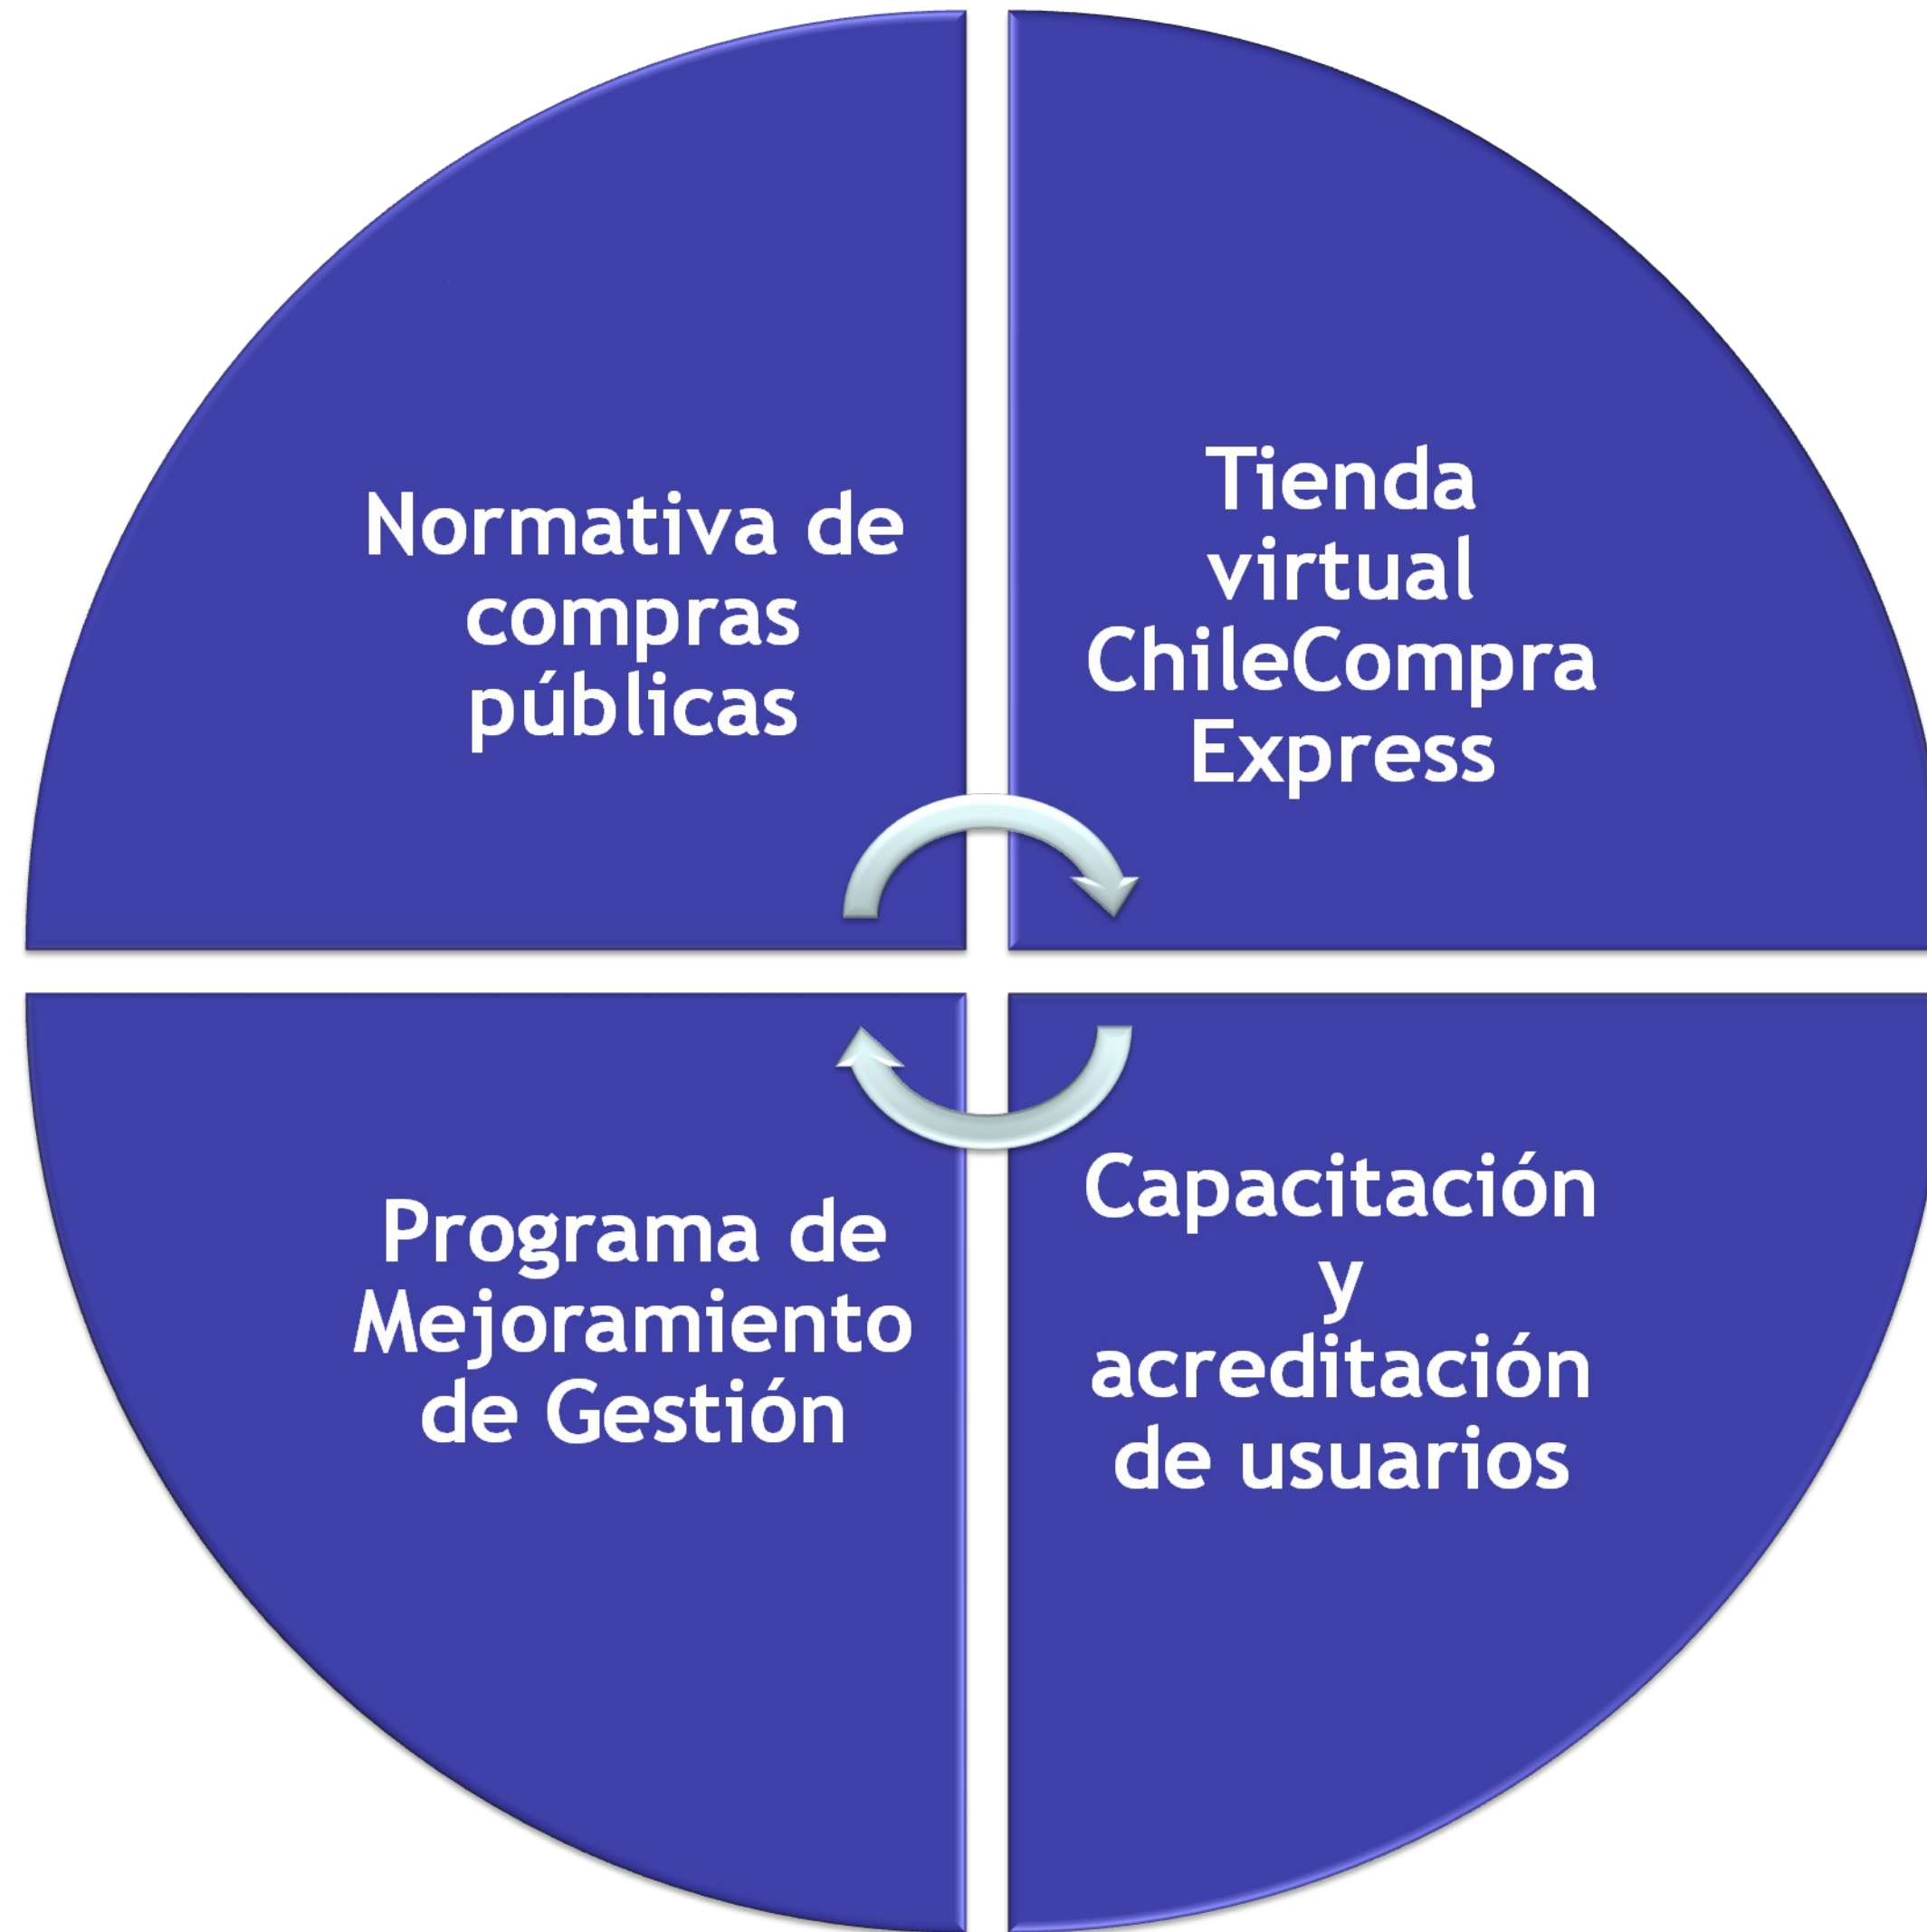 Normativa de
compras
públicas
Tienda
virtual
ChileCompra
Express
Programa de
Mejoramiento
de Gestión
Capacitación
y
acreditación
de usuarios